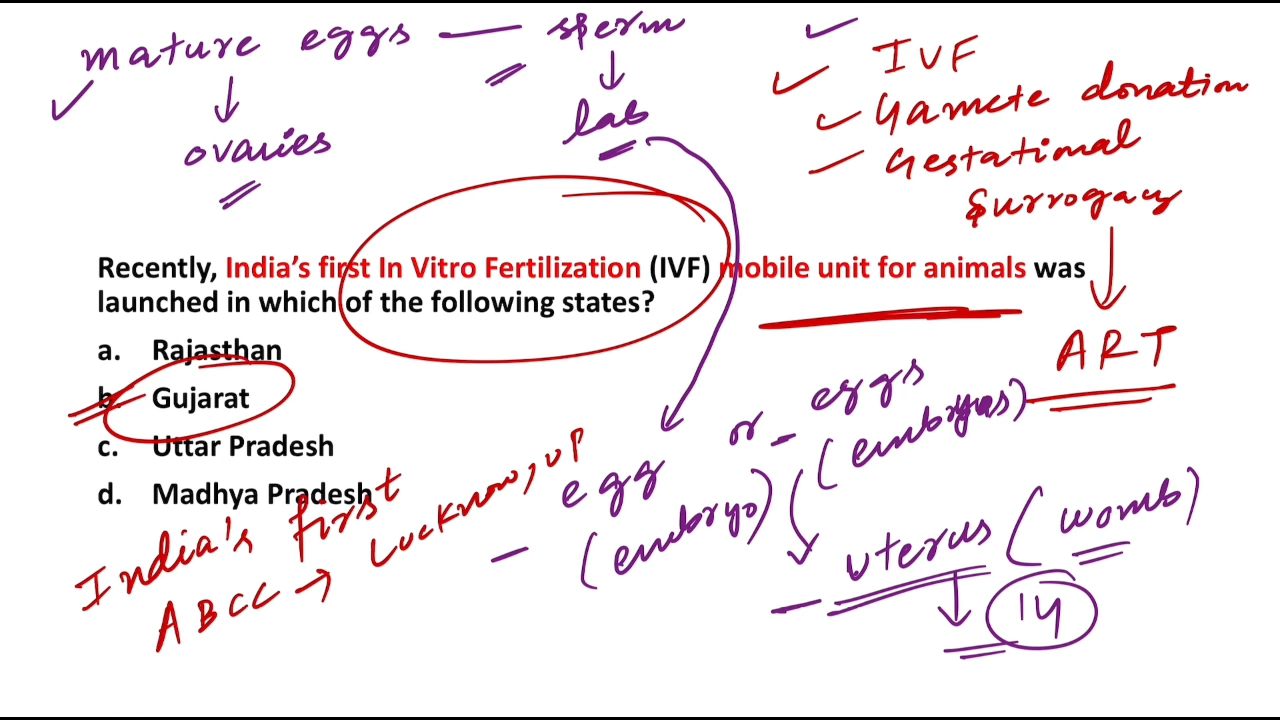 mature eggs — sperm
ovaries
lab
IVF
Gamete donation
Gestational
Surrogacy
ART
Recently, India's first In Vitro Fertilization (IVF) mobile unit for animals was
launched in which of the following states?
a. Rajasthan
b. Gujarat
c. Uttar Pradesh
d. Madhya Pradesh
India's first
ABCC → Lucknow, UP
egg or eggs
(embryo) (embryos)
uterus (womb)
14